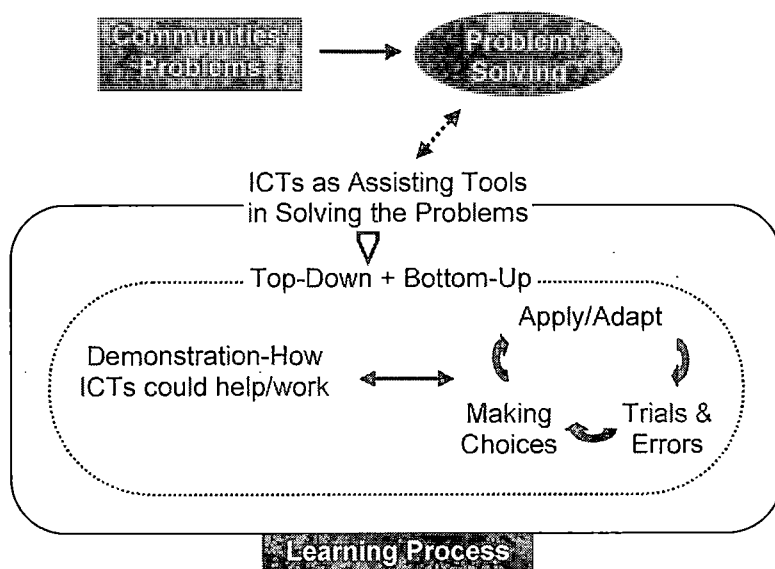 Communities'
Problems
Problem
Solving
ICTs as Assisting Tools
in Solving the Problems
Top-Down + Bottom-Up
Apply/Adapt
Demonstration-How
ICTs could help/work
Making
Choices
Trials &
Errors
Learning Process